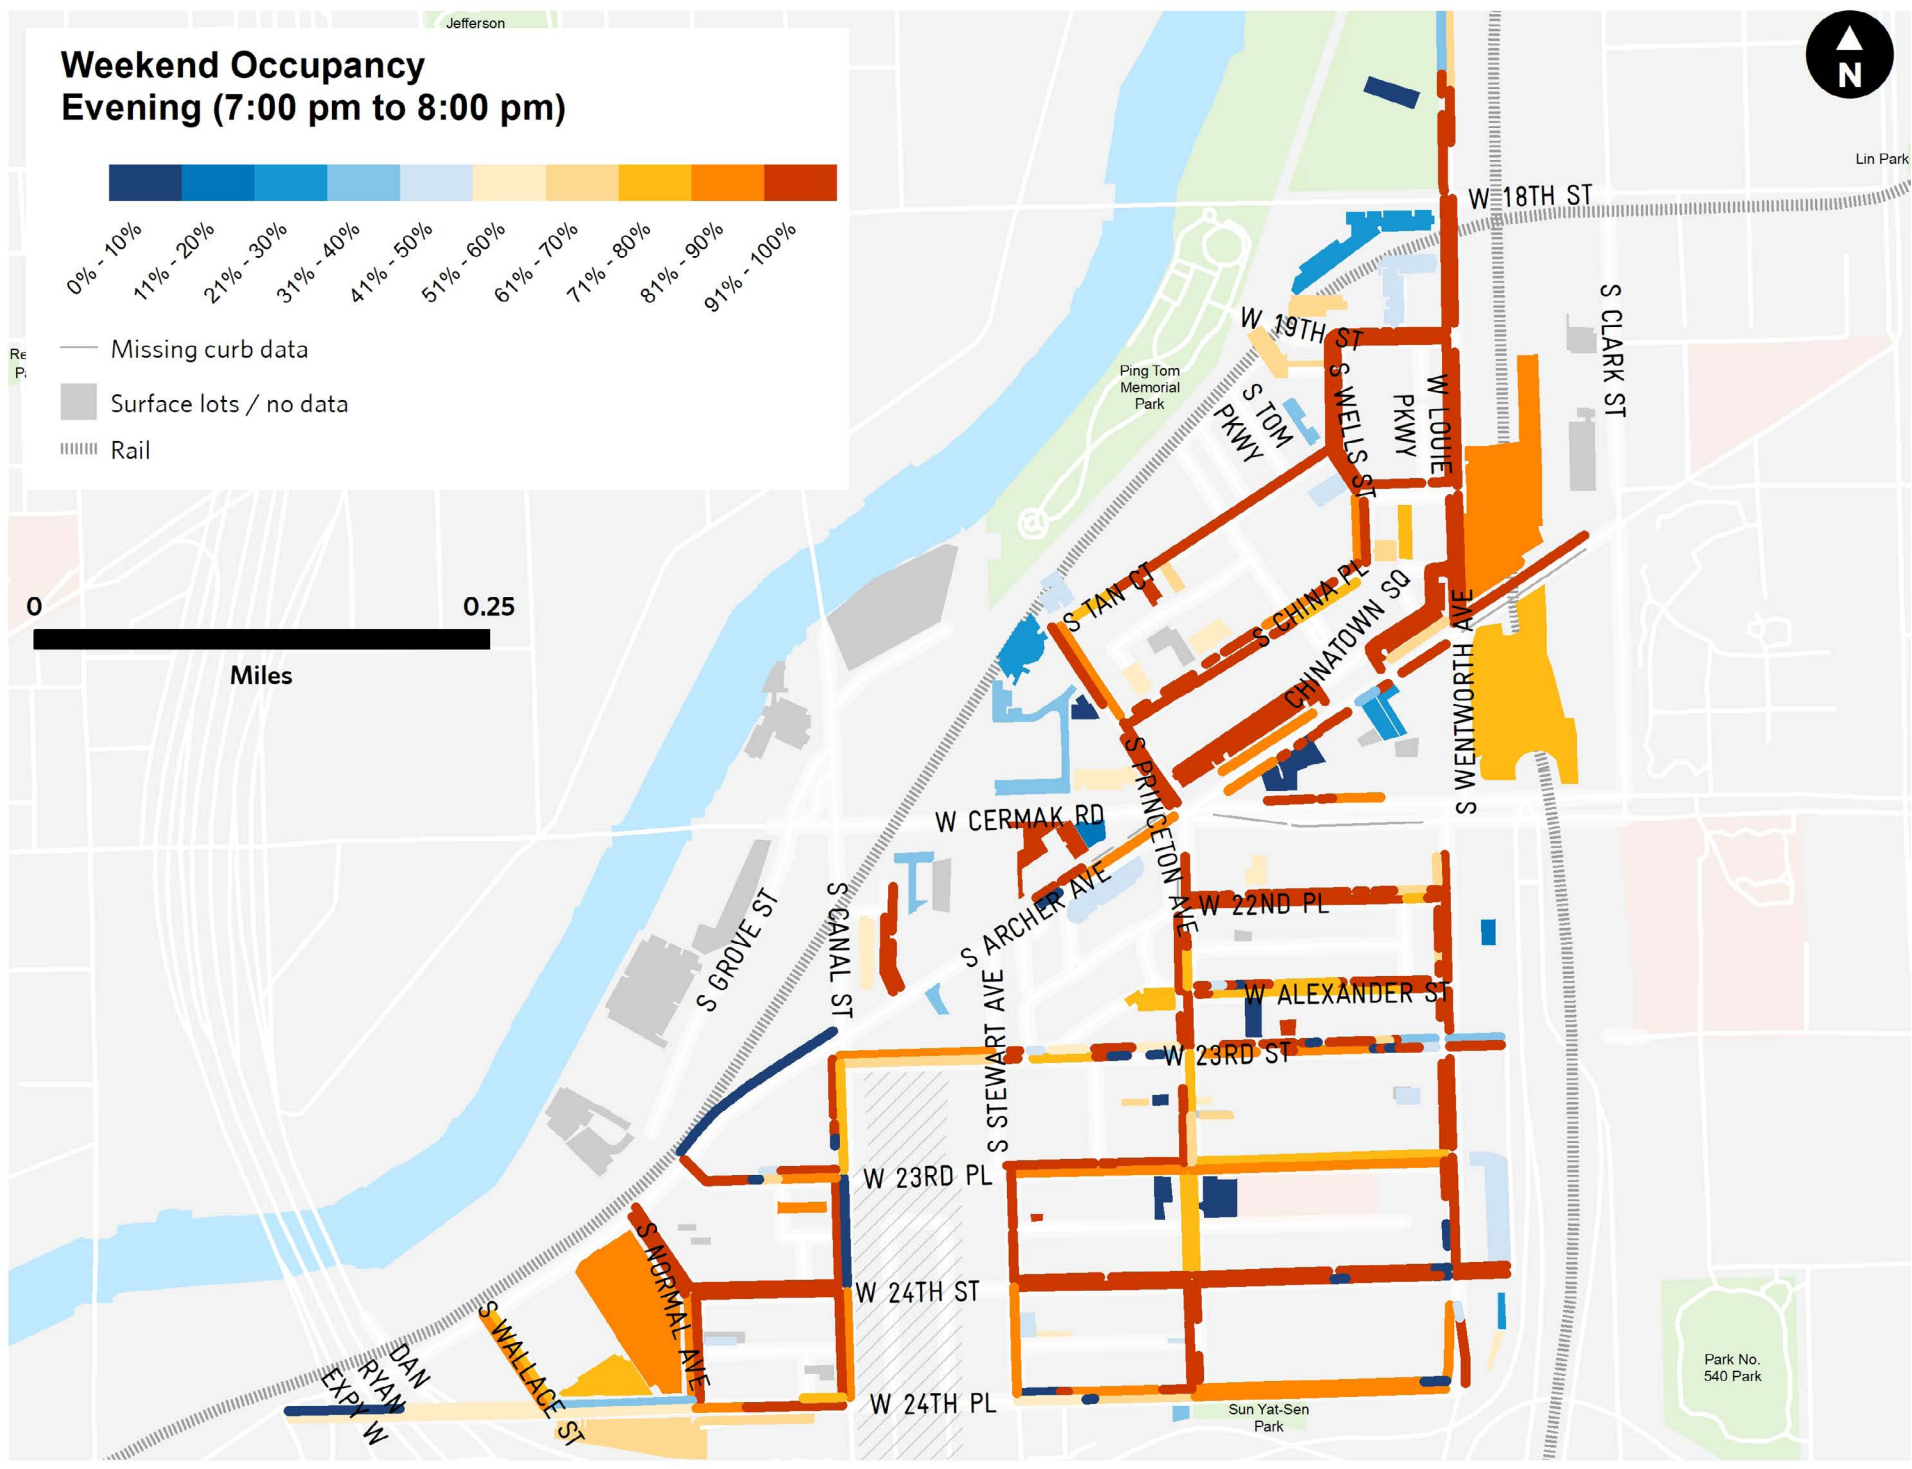 Jefferson
Weekend Occupancy
Evening (7:00 pm to 8:00 pm)
0% - 10%
11% - 20%
21% - 30%
31% - 40%
41% - 50%
51% - 60%
61% - 70%
71% - 80%
81% - 90%
91% - 100%
Missing curb data
Surface lots / no data
Rail
N
Lin Park
Re
P
W 18TH ST
S CLARK ST
W 19TH ST
Ping Tom
Memorial
Park
S TOM
PKWY
S WELLS ST
W LOUIE
PKWY
0
0.25
Miles
S TAN CT
S CHINA PL
CHINATOWN SQ
S WENTWORTH AVE
S PRINCETON AVE
W CERMAK RD
S ARCHER AVE
W 22ND PL
S GROVE ST
S CANAL ST
S STEWART AVE
W ALEXANDER ST
W 23RD ST
W 23RD PL
S NORMAL AVE
W 24TH ST
S WALLACE ST
DAN
RYAN
EXPY W
W 24TH PL
Sun Yat-Sen
Park
Park No.
540 Park